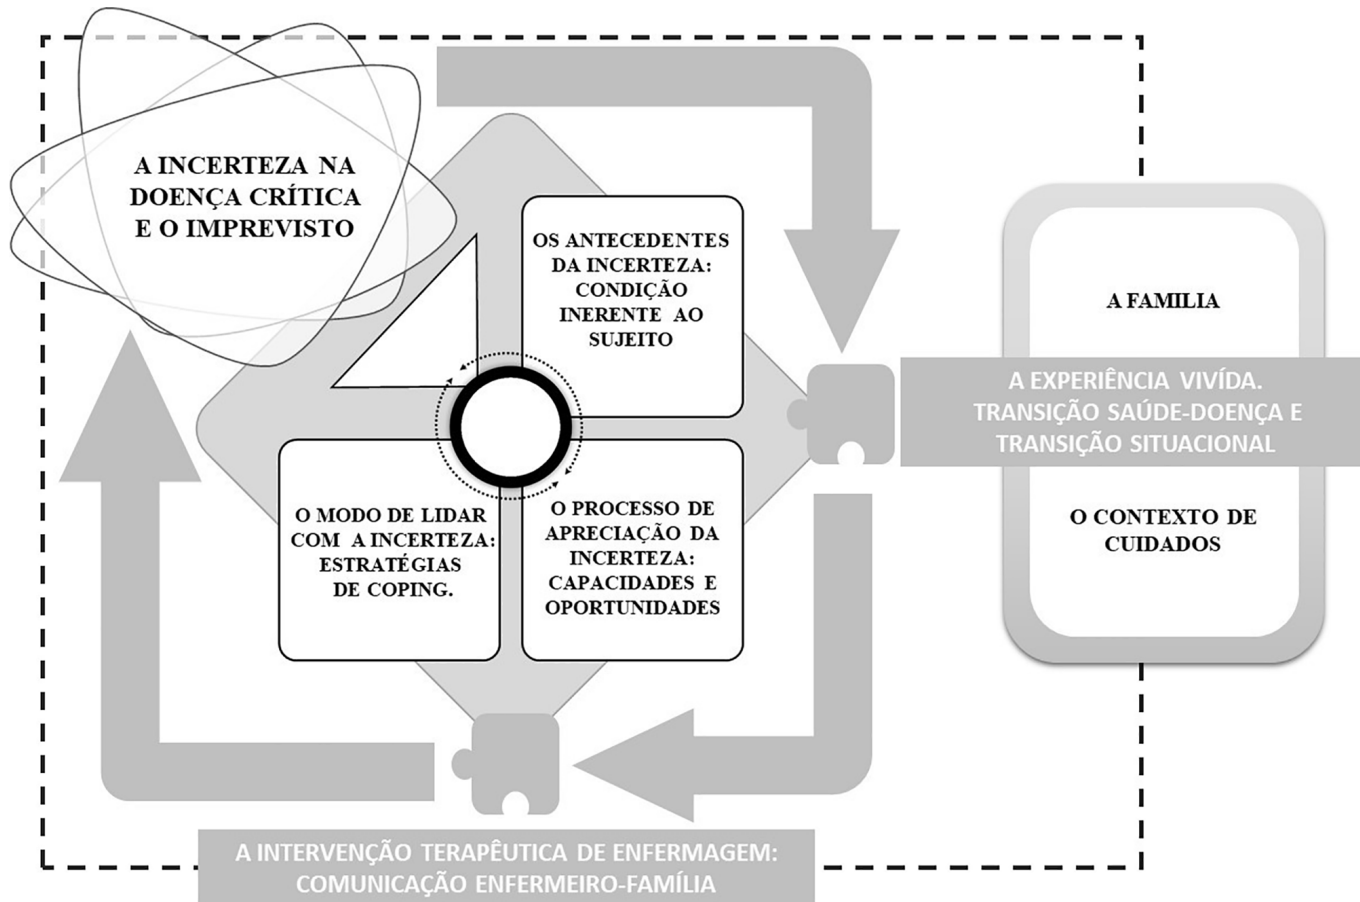 A INCERTEZA NA
DOENÇA CRÍTICA
E O IMPREVISTO
OS ANTECEDENTES
DA INCERTEZA:
CONDIÇÃO
INERENTE AO
SUJEITO
O MODO DE LIDAR
COM A INCERTEZA:
ESTRATÉGIAS
DE COPING.
O PROCESSO DE
APRECIAÇÃO DA
INCERTEZA:
CAPACIDADES E
OPORTUNIDADES
A FAMILIA
A EXPERIÊNCIA VIVÍDA.
TRANSIÇÃO SAÚDE-DOENÇA E
TRANSIÇÃO SITUACIONAL
O CONTEXTO DE
CUIDADOS
A INTERVENÇÃO TERAPÊUTICA DE ENFERMAGEM:
COMUNICAÇÃO ENFERMEIRO-FAMÍLIA